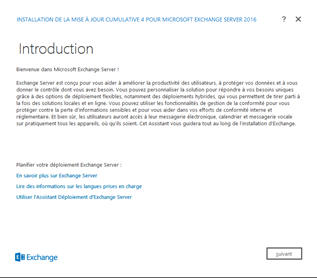 INSTALLATION DE LA MISE À JOUR CUMULATIVE 4 POUR MICROSOFT EXCHANGE SERVER 2016 ? ✕
Introduction
Bienvenue dans Microsoft Exchange Server !
Exchange Server est conçu pour vous aider à améliorer la productivité des utilisateurs, à protéger vos données et à vous
donner le contrôle dont vous avez besoin. Vous pouvez personnaliser la solution pour répondre à vos besoins uniques
grâce à des options de déploiement flexibles, notamment des déploiements hybrides, qui vous permettent de tirer parti à
la fois des solutions locales et en ligne. Vous pouvez utiliser les fonctionnalités de gestion de la conformité pour vous
protéger contre la perte d'informations sensibles et pour vous aider dans vos efforts de conformité interne et
réglementaire. Et bien sûr, les utilisateurs auront accès à leur messagerie électronique, calendrier et messagerie vocale
sur pratiquement tous les appareils, où qu'ils soient. Cet Assistant vous guidera tout au long de l'installation d'Exchange.
Planifier votre déploiement Exchange Server :
En savoir plus sur Exchange Server
Lire des informations sur les langues prises en charge
Utiliser l'Assistant Déploiement d'Exchange Server
Exchange
suivant